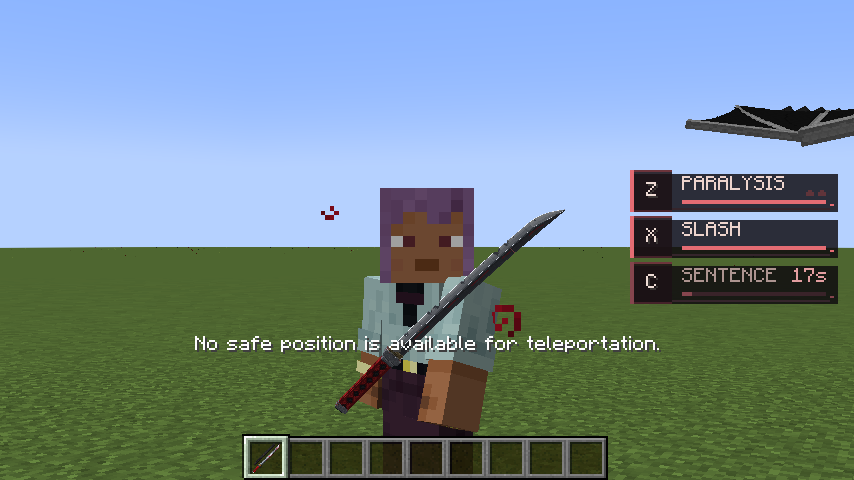 Z PARALYSIS
X SLASH
C SENTENCE 17s
No safe position is available for teleportation.